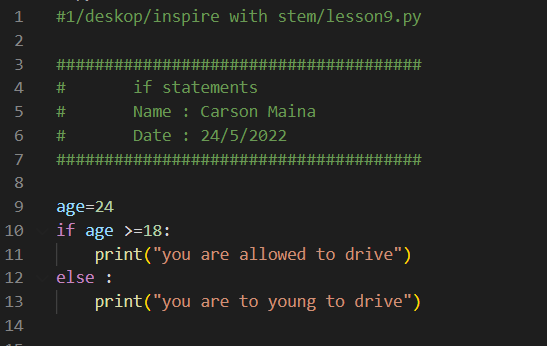 1 #1/deskop/inspire with stem/lesson9.py
2
3 ######################################
4 # if statements
5 # Name : Carson Maina
6 # Date : 24/5/2022
7 ######################################
8
9 age=24
10 if age >=18:
11 print("you are allowed to drive")
12 else :
13 print("you are to young to drive")
14